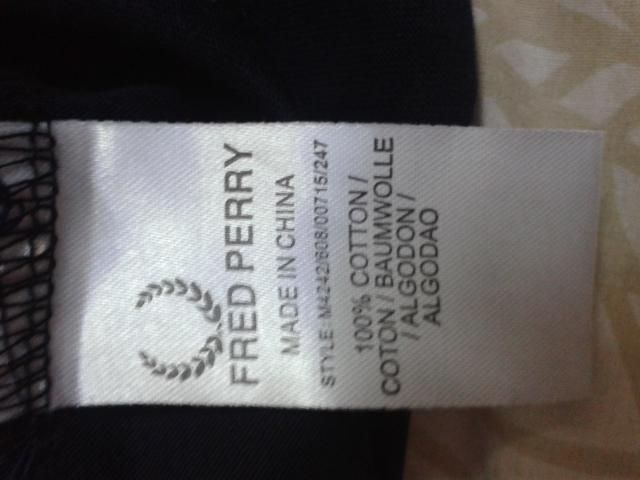 FRED PERRY
MADE IN CHINA
STYLE: M4242/608/00715/247
100% COTTON /
COTON / BAUMWOLLE
/ ALGODON /
ALGODAO